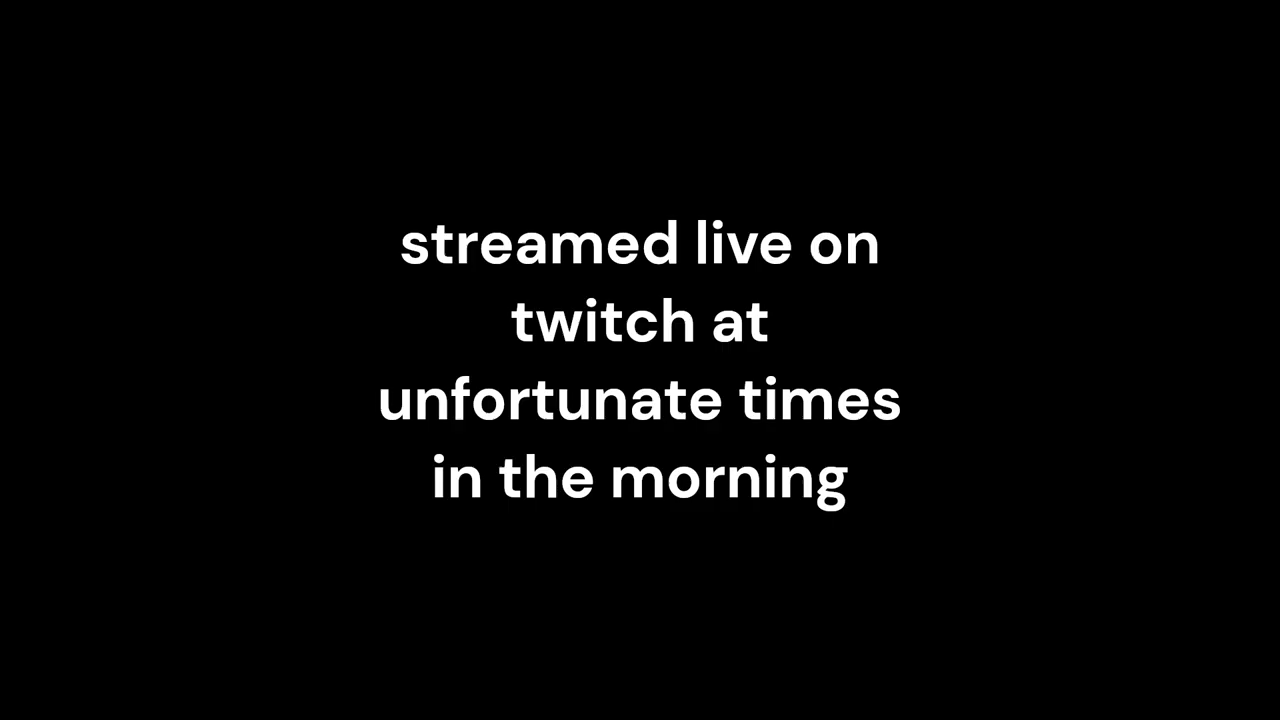 streamed live on
twitch at
unfortunate times
in the morning